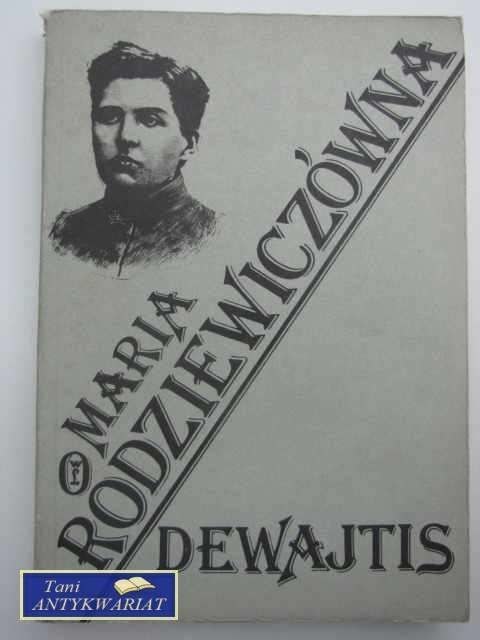 MARIA
RODZIEWICZÓWNA
DEWAJTIS
Tani
ANTYKWARIAT